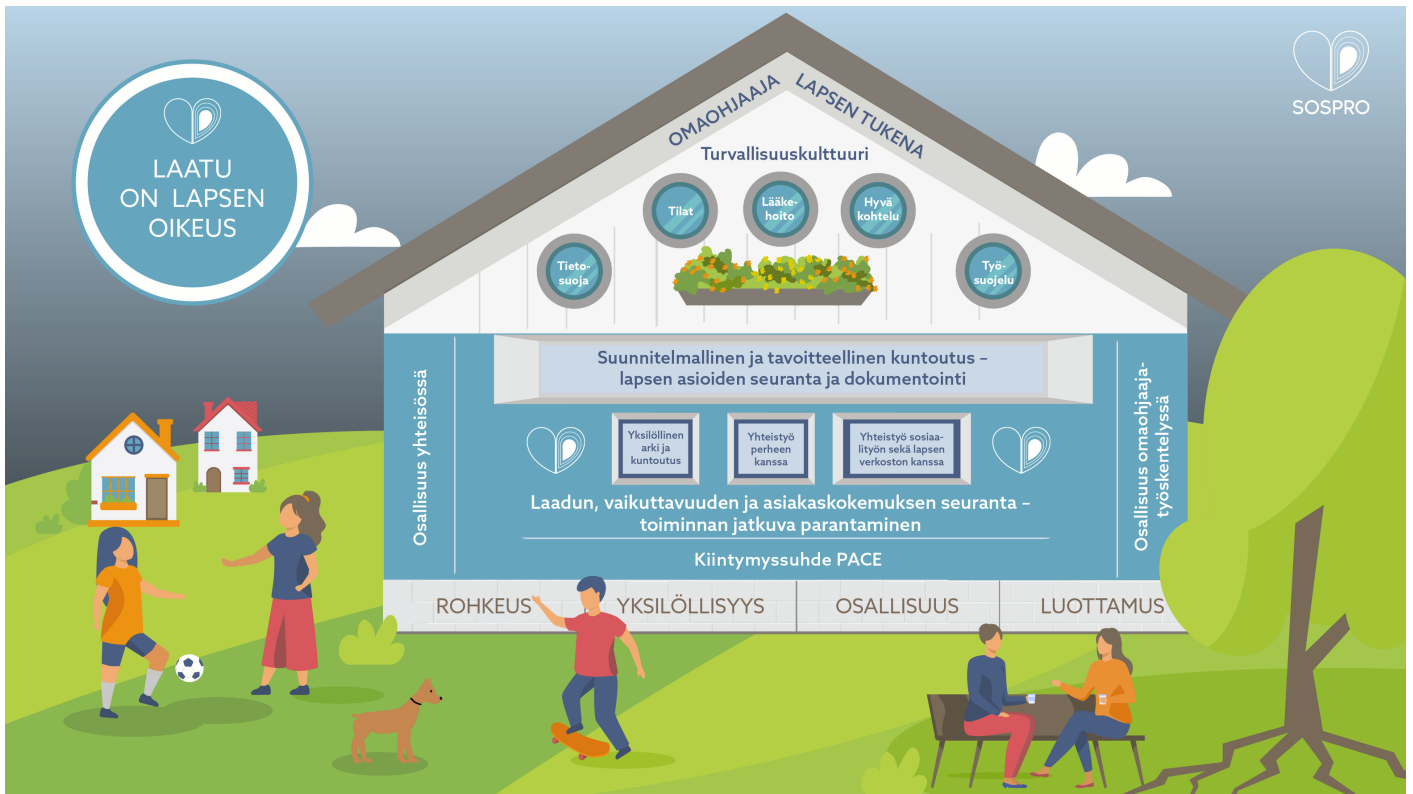 LAATU
ON LAPSEN
OIKEUS
SOSPRO
OMAOHJAAJA
LAPSEN TUKENA
Turvallisuuskulttuuri
Tieto-
suoja
Tilat
Lääke-
hoito
Hyvä
kohtelu
Työ-
suojelu
Suunnitelmallinen ja tavoitteellinen kuntoutus –
lapsen asioiden seuranta ja dokumentointi
Osallisuus yhteisössä
Yksilöllinen
arki ja
kuntoutus
Yhteistyö
perheen
kanssa
Yhteistyö sosiaa-
lityön sekä lapsen
verkoston kanssa
Osallisuus omaohjaaja-
työskentelyssä
Laadun, vaikuttavuuden ja asiakaskokemuksen seuranta –
toiminnan jatkuva parantaminen
Kiintymyssuhde PACE
ROHKEUS
YKSILÖLLISYYS
OSALLISUUS
LUOTTAMUS